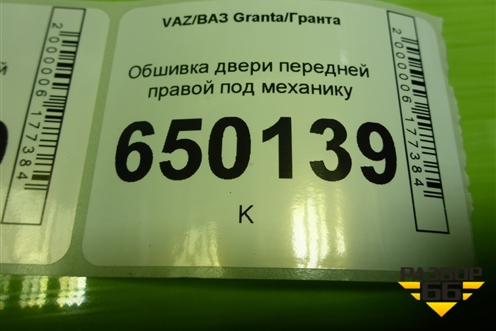 VAZ/ВАЗ Granta/Гранта
Обшивка двери передней
правой под механику
650139
К
2000006177384
2000006177384
РАЗБОР
66